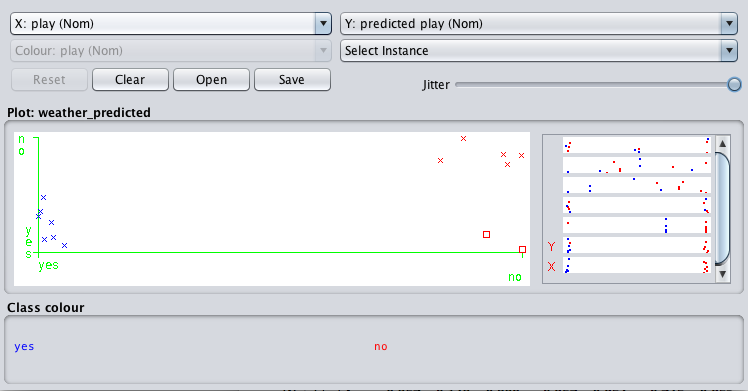 X: play (Nom)
Y: predicted play (Nom)
Colour: play (Nom)
Select Instance
Reset
Clear
Open
Save
Jitter
Plot: weather_predicted
no
yes
yes
no
Y
X
Class colour
yes
no